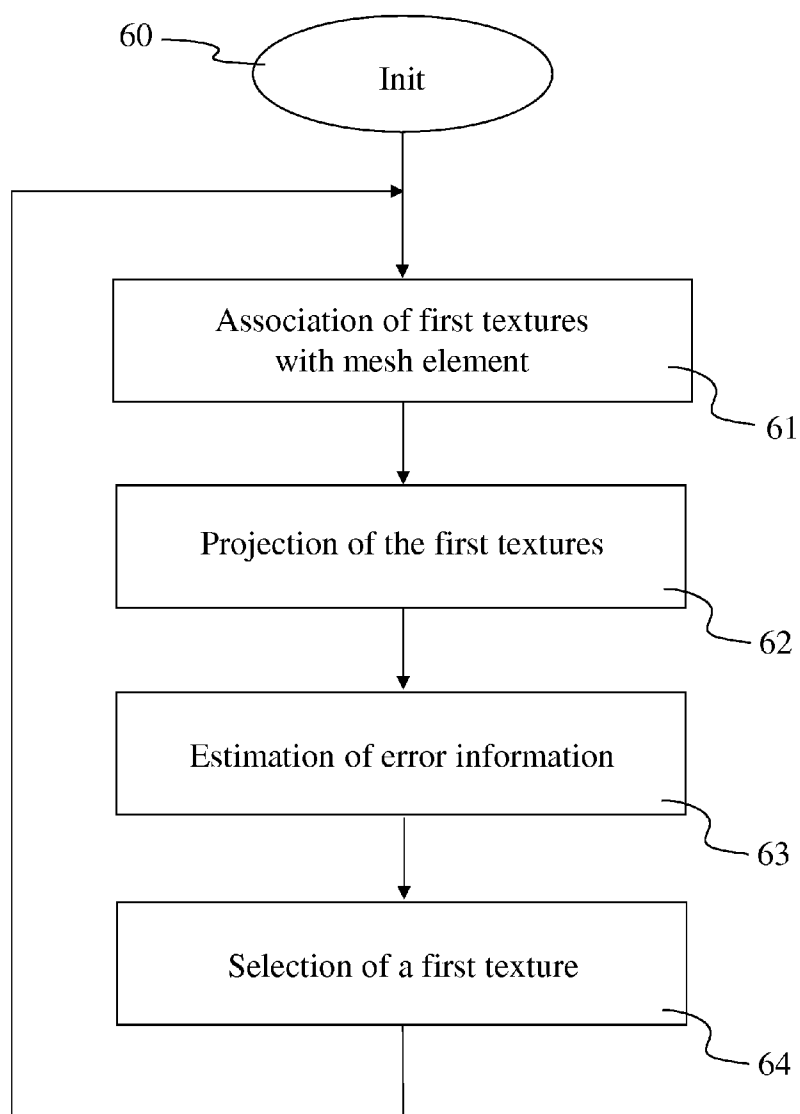 60
Init
Association of first textures
with mesh element
61
Projection of the first textures
62
Estimation of error information
63
Selection of a first texture
64